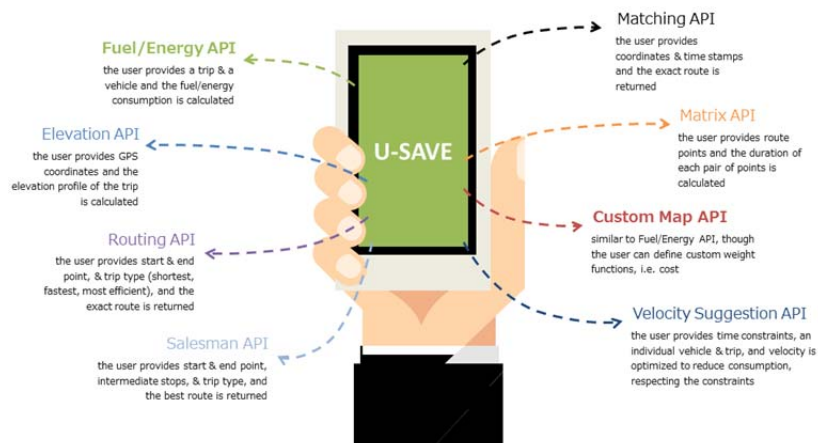 Fuel/Energy API
the user provides a trip & a
vehicle and the fuel/energy
consumption is calculated
Elevation API
the user provides GPS
coordinates and the
elevation profile of the trip
is calculated
Routing API
the user provides start & end
point, & trip type (shortest,
fastest, most efficient), and the
exact route is returned
Salesman API
the user provides start & end point,
intermediate stops, & trip type, and
the best route is returned
U-SAVE
Matching API
the user provides
coordinates & time stamps
and the exact route is
returned
Matrix API
the user provides route
points and the duration of
each pair of points is
calculated
Custom Map API
similar to Fuel/Energy API, though
the user can define custom weight
functions, i.e. cost
Velocity Suggestion API
the user provides time constraints, an
individual vehicle & trip, and velocity is
optimized to reduce consumption,
respecting the constraints